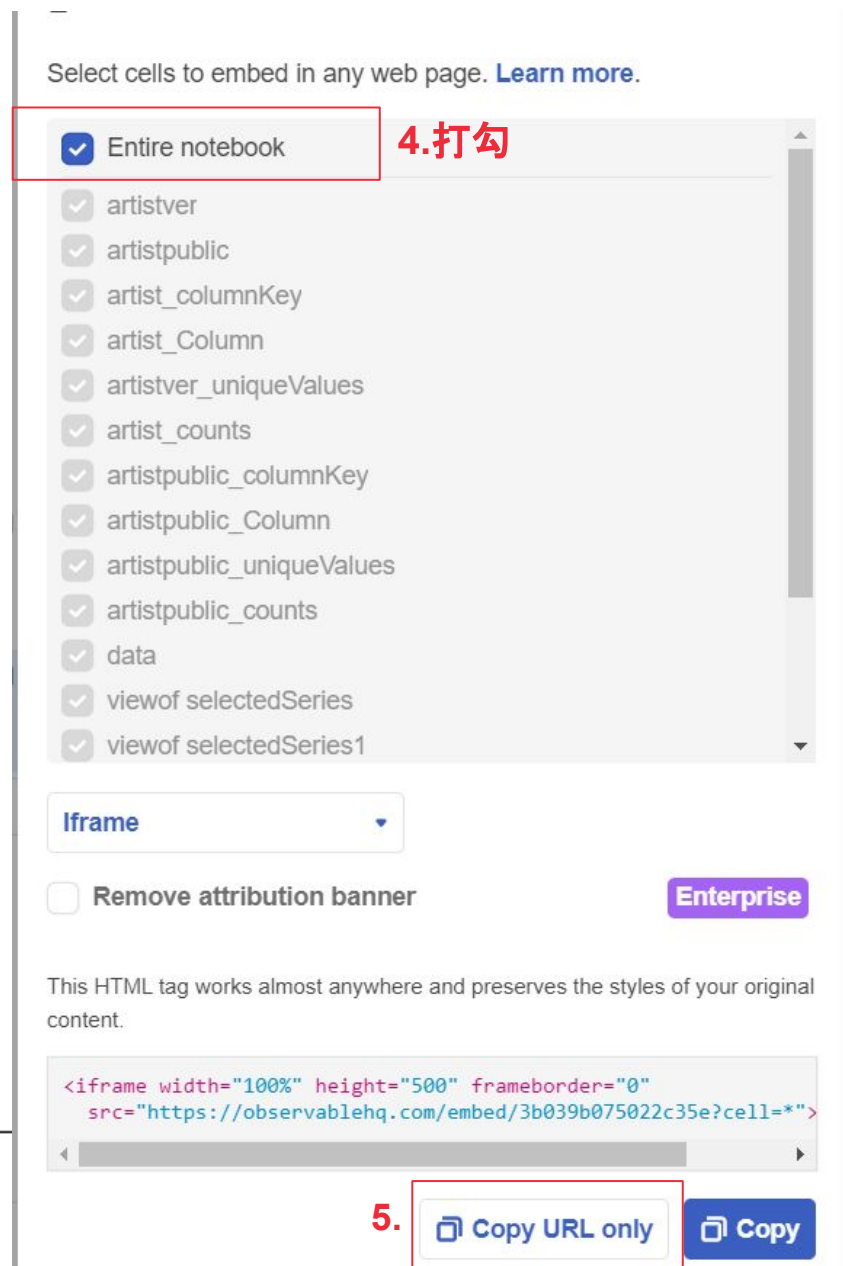 Select cells to embed in any web page. Learn more.
Entire notebook
4.打勾
artistver
artistpublic
artist_columnKey
artist_Column
artistver_uniqueValues
artist_counts
artistpublic_columnKey
artistpublic_Column
artistpublic_uniqueValues
artistpublic_counts
data
viewof selectedSeries
viewof selectedSeries1
Iframe
Remove attribution banner
Enterprise
This HTML tag works almost anywhere and preserves the styles of your original
content.
<iframe width="100%" height="500" frameborder="0"
src="https://observablehq.com/embed/3b039b075022c35e?cell=*">
5.
Copy URL only
Copy